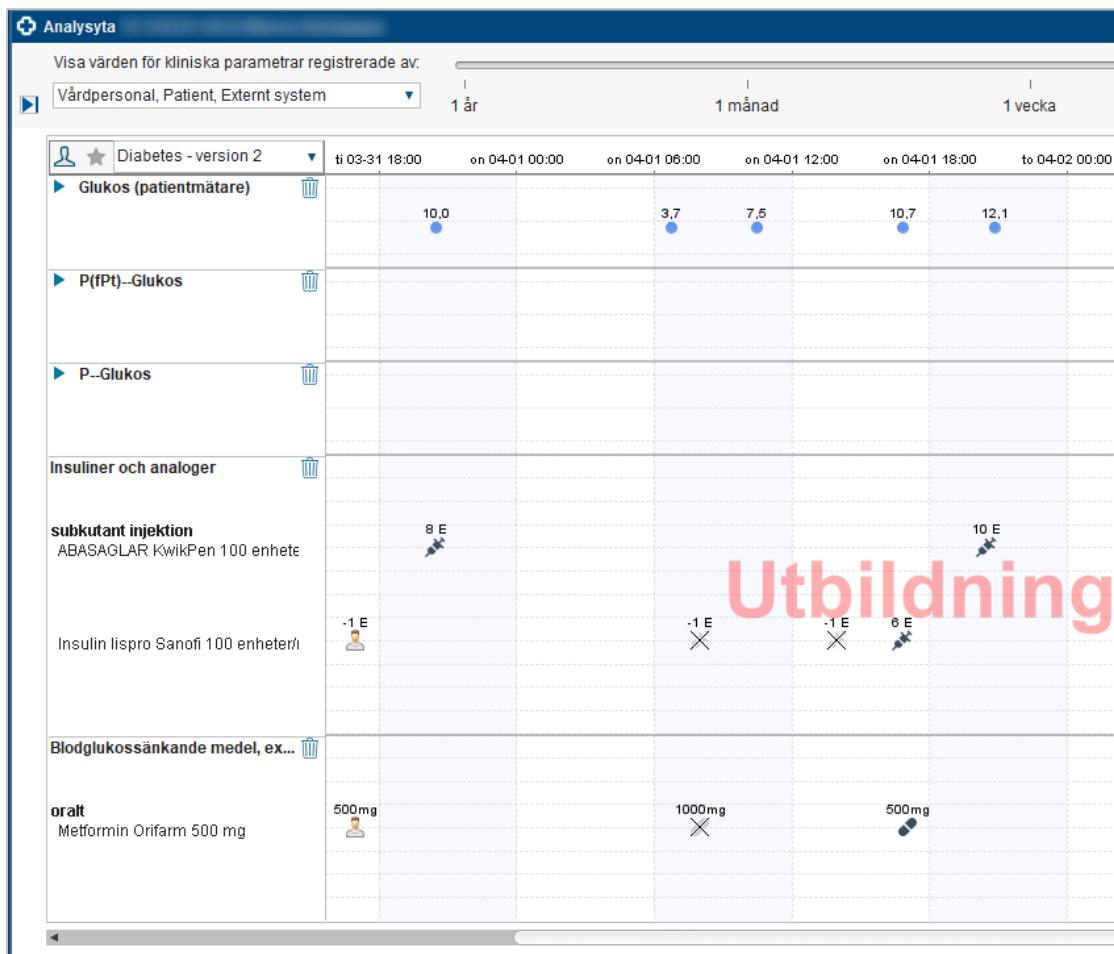 Analysyta
Visa värden för kliniska parametrar registrerade av:
Vårdpersonal, Patient, Externt system
1 år
1 månad
1 vecka
Diabetes - version 2
ti 03-31 18:00 on 04-01 00:00 on 04-01 06:00 on 04-01 12:00 on 04-01 18:00 to 04-02 00:00
Glukos (patientmätare)
10,0 3,7 7,5 10,7 12,1
P(fPt)--Glukos
P--Glukos
Insuliner och analoger
subkutant injektion
8 E 10 E
ABASAGLAR KwikPen 100 enhete
Utbildning
-1 E -1 E -1 E 6 E
Insulin lispro Sanofi 100 enheter/
Blodglukossänkande medel, ex...
oralt
500mg 1000mg 500mg
Metformin Orifarm 500 mg